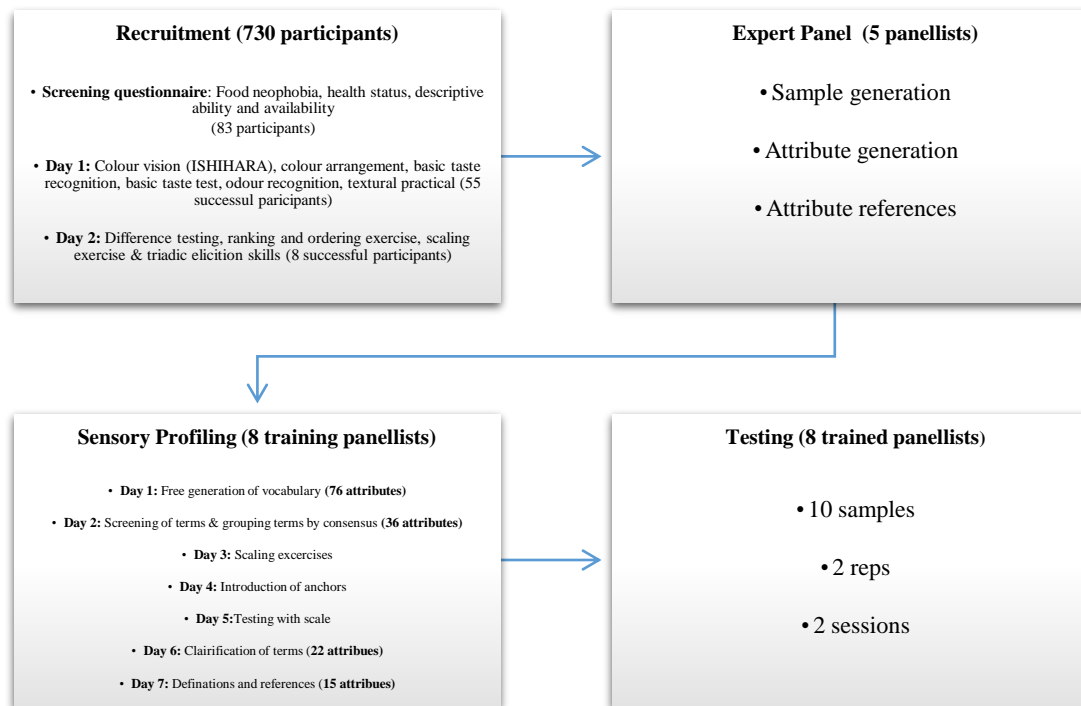 Recruitment (730 participants)
• Screening questionnaire: Food neophobia, health status, descriptive
ability and availability
(83 participants)
• Day 1: Colour vision (ISHIHARA), colour arrangement, basic taste
recognition, basic taste test, odour recognition, textural practical (55
successul paricipants)
• Day 2: Difference testing, ranking and ordering exercise, scaling
exercise & triadic elicition skills (8 successful participants)
Expert Panel (5 panellists)
• Sample generation
• Attribute generation
• Attribute references
Sensory Profiling (8 training panellists)
• Day 1: Free generation of vocabulary (76 attributes)
• Day 2: Screening of terms & grouping terms by consensus (36 attributes)
• Day 3: Scaling excercises
• Day 4: Introduction of anchors
• Day 5:Testing with scale
• Day 6: Clairification of terms (22 attribues)
• Day 7: Definations and references (15 attribues)
Testing (8 trained panellists)
• 10 samples
• 2 reps
• 2 sessions